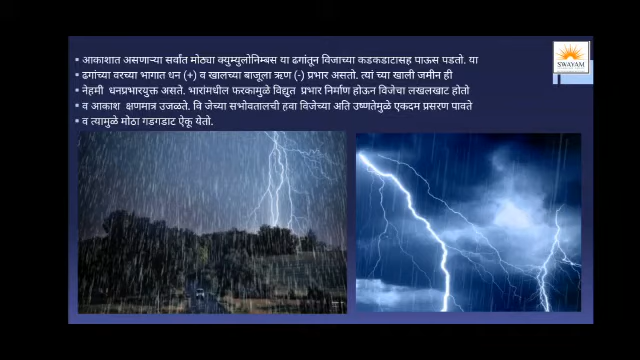 ▪ आकाशात असणाऱ्या सर्वात मोठ्या क्युम्युलोनिम्बस या ढगांतून विजाच्या कडकडाटासह पाऊस पडतो. या
▪ ढगांच्या वरच्या भागात धन (+) व खालच्या बाजूला ऋण (-) प्रभार असतो. त्यां च्या खाली जमीन ही
▪ नेहमी धनप्रभारयुक्त असते. भारांमधील फरकामुळे विद्युत प्रभार निर्माण होऊन विजेचा लखलखाट होतो
▪ व आकाश क्षणमात्र उजळते. वि जेच्या सभोवतालची हवा विजेच्या अति उष्णतेमुळे एकदम प्रसरण पावते
▪ व त्यामुळे मोठा गडगडाट ऐकू येतो.
SWAYAM